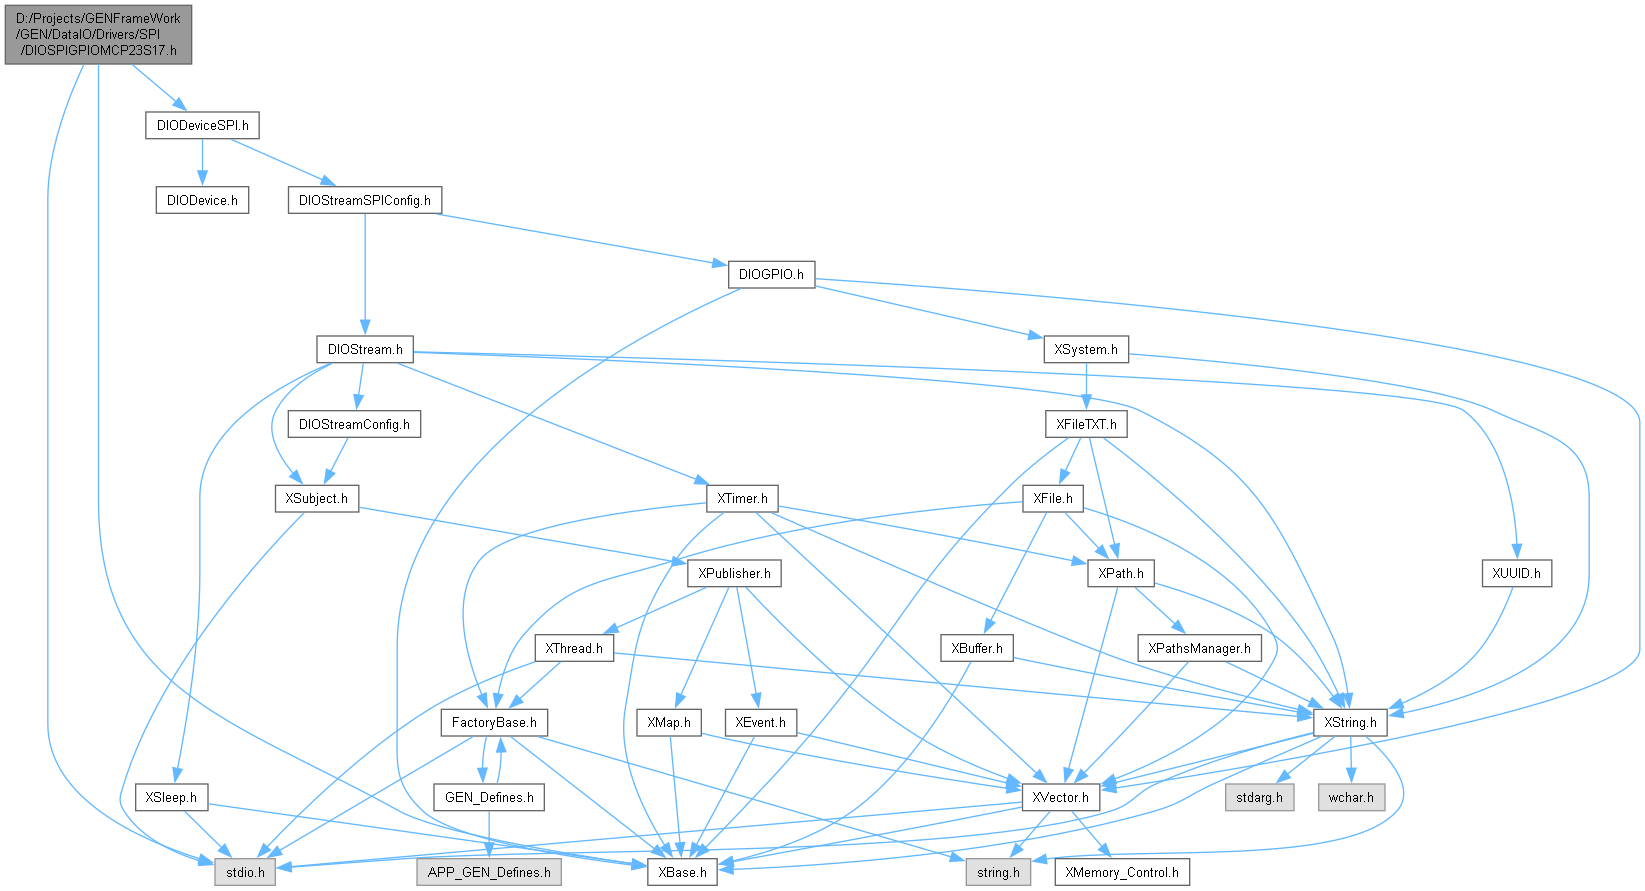 D:/Projects/GENFrameWork
/GEN/DataIO/Drivers/SPI
/DIOSPIGPIOMCP23S17.h
DIODeviceSPI.h
DIODevice.h
DIOStreamSPIConfig.h
DIOGPIO.h
DIOStream.h
XSystem.h
DIOStreamConfig.h
XFileTXT.h
XSubject.h
XTimer.h
XFile.h
XPublisher.h
XPath.h
XUUID.h
XThread.h
XBuffer.h
XPathsManager.h
FactoryBase.h
XMap.h
XEvent.h
XString.h
XSleep.h
GEN_Defines.h
XVector.h
stdarg.h
wchar.h
stdio.h
APP_GEN_Defines.h
XBase.h
string.h
XMemory_Control.h